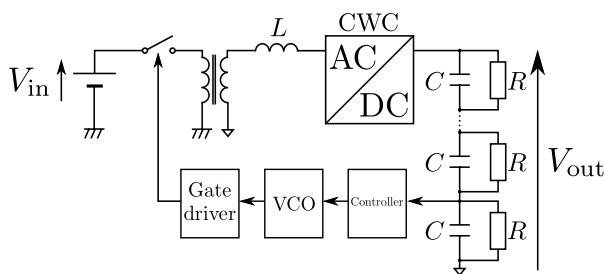 CWC
L
AC
DC
V_in
C
R
C
R
V_out
Gate
driver
VCO
Controller
C
R